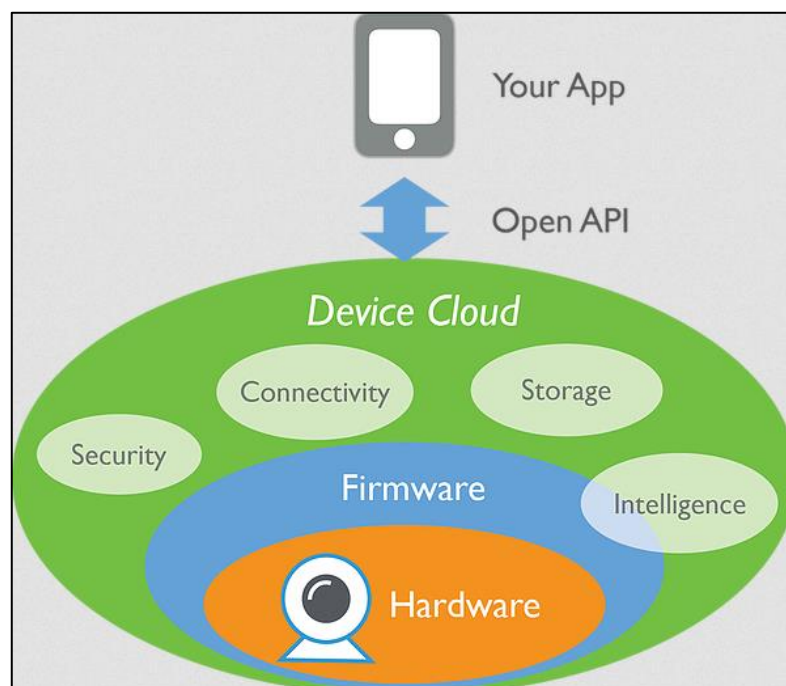 Your App
Open API
Device Cloud
Connectivity
Storage
Security
Firmware
Intelligence
Hardware